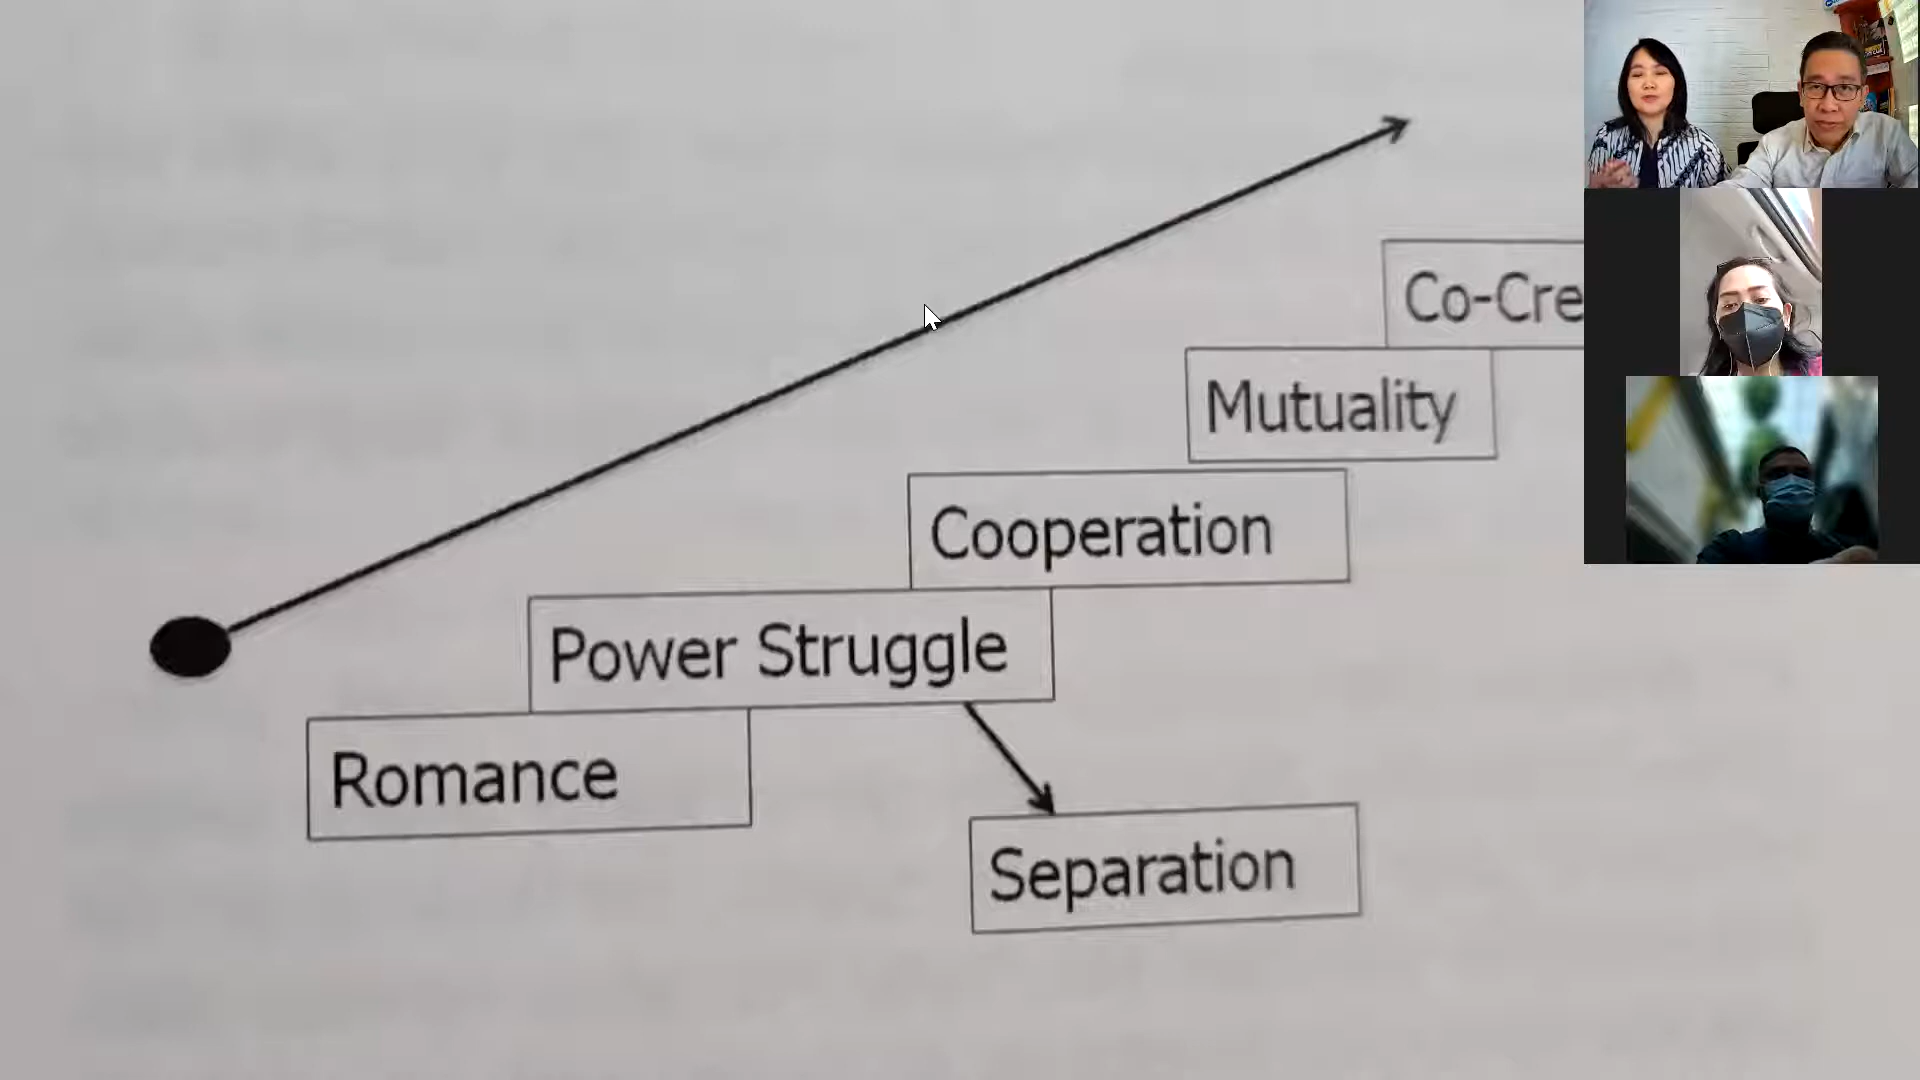 Co-Cre
Mutuality
Cooperation
Power Struggle
Romance
Separation